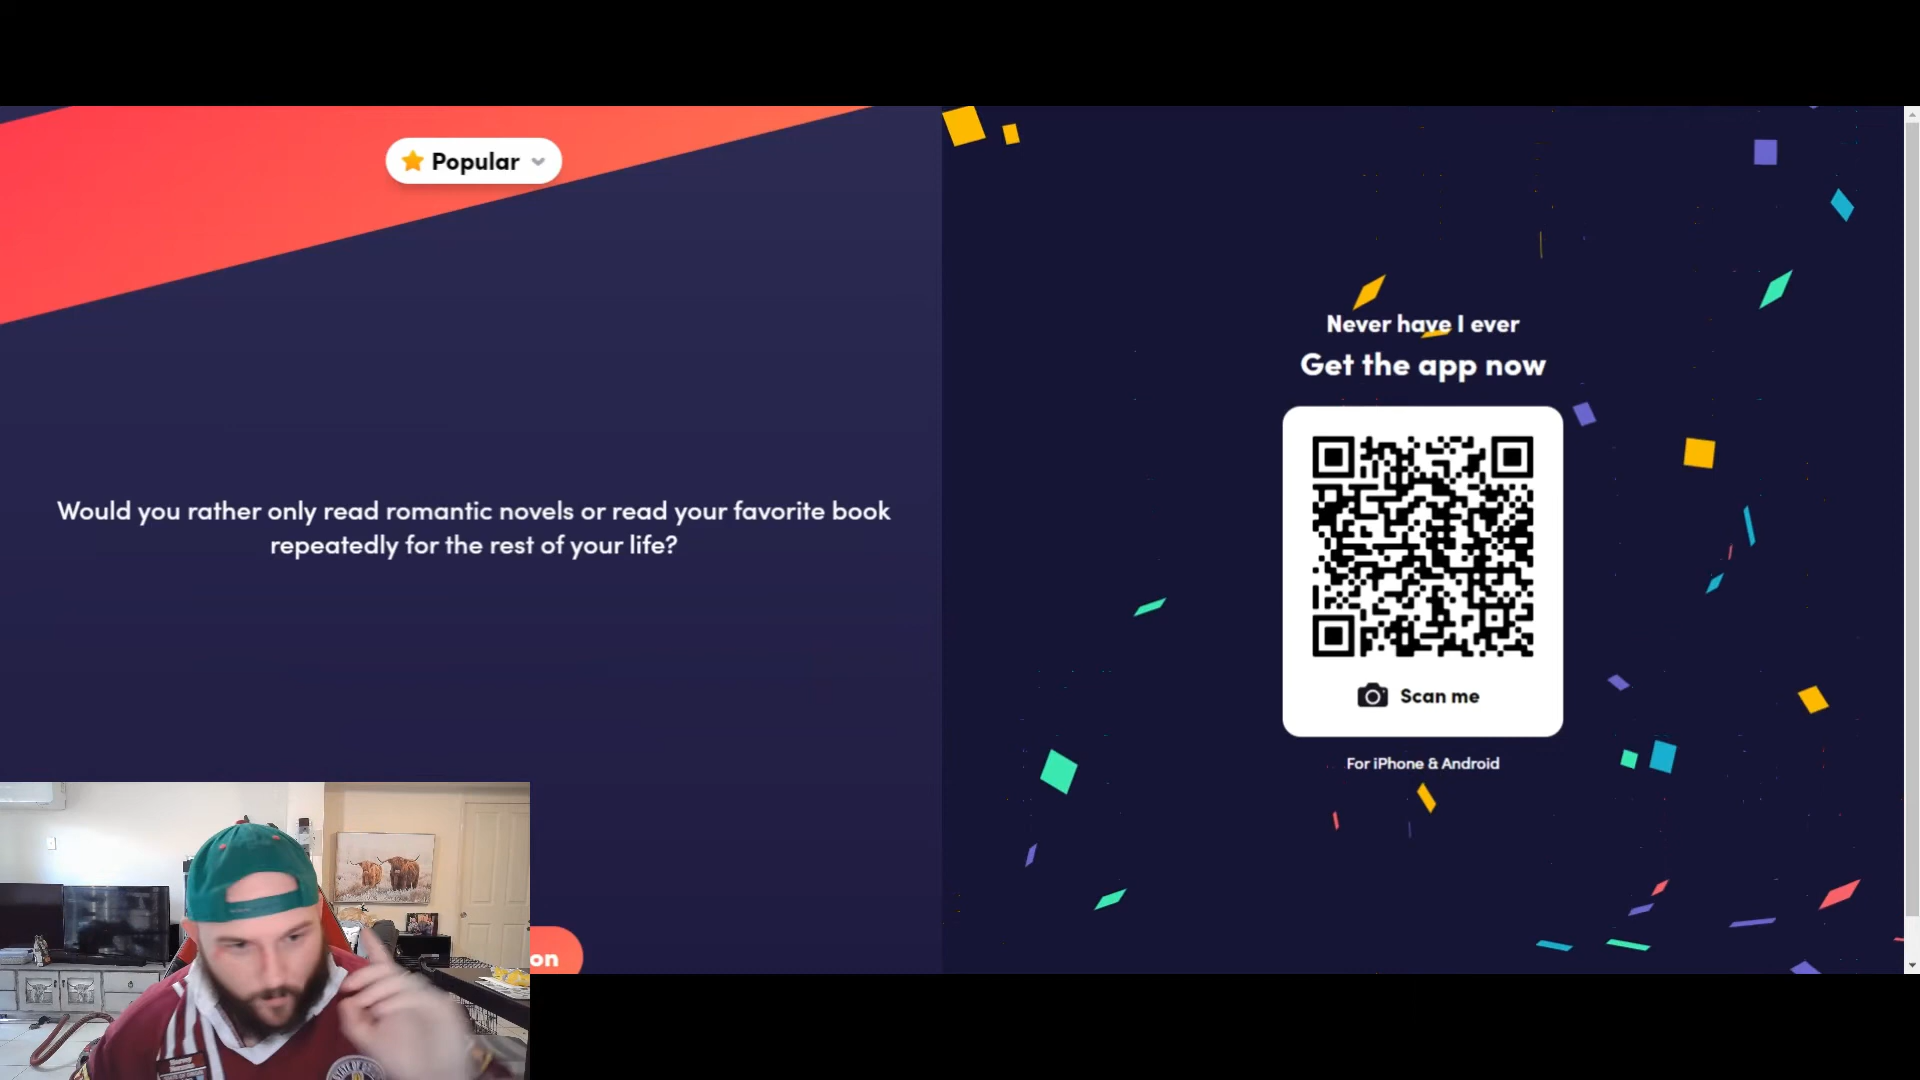 Popular
Would you rather only read romantic novels or read your favorite book
repeatedly for the rest of your life?
on
Never have I ever
Get the app now
Scan me
For iPhone & Android